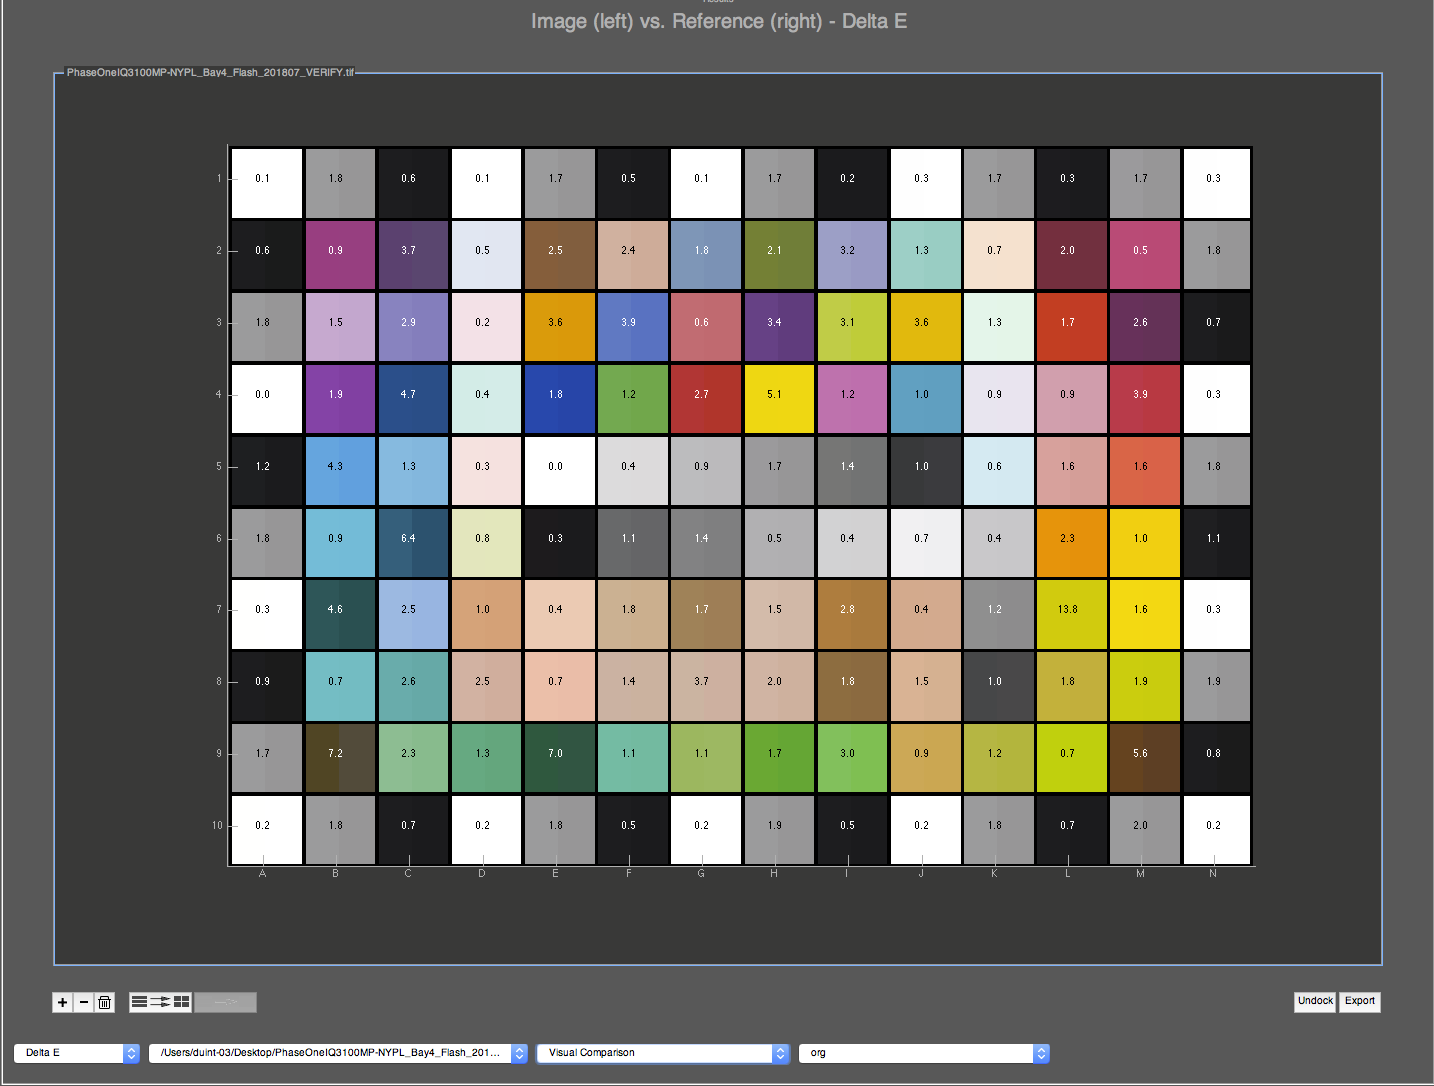 Results
Image (left) vs. Reference (right) - Delta E
PhaseOneIQ3100MP-NYPL_Bay4_Flash_201807_VERIFY.tif
1 0.1 1.8 0.6 0.1 1.7 0.5 0.1 1.7 0.2 0.3 1.7 0.3 1.7 0.3
2 0.6 0.9 3.7 0.5 2.5 2.4 1.8 2.1 3.2 1.3 0.7 2.0 0.5 1.8
3 1.8 1.5 2.9 0.2 3.6 3.9 0.6 3.4 3.1 3.6 1.3 1.7 2.6 0.7
4 0.0 1.9 4.7 0.4 1.8 1.2 2.7 5.1 1.2 1.0 0.9 0.9 3.9 0.3
5 1.2 4.3 1.3 0.3 0.0 0.4 0.9 1.7 1.4 1.0 0.6 1.6 1.6 1.8
6 1.8 0.9 6.4 0.8 0.3 1.1 1.4 0.5 0.4 0.7 0.4 2.3 1.0 1.1
7 0.3 4.6 2.5 1.0 0.4 1.8 1.7 1.5 2.8 0.4 1.2 13.8 1.6 0.3
8 0.9 0.7 2.6 2.5 0.7 1.4 3.7 2.0 1.8 1.5 1.0 1.8 1.9 1.9
9 1.7 7.2 2.3 1.3 7.0 1.1 1.1 1.7 3.0 0.9 1.2 0.7 5.6 0.8
10 0.2 1.8 0.7 0.2 1.8 0.5 0.2 1.9 0.5 0.2 1.8 0.7 2.0 0.2
A B C D E F G H I J K L M N
Undock Export
Delta E /Users/duint-03/Desktop/PhaseOneIQ3100MP-NYPL_Bay4_Flash_201... Visual Comparison org